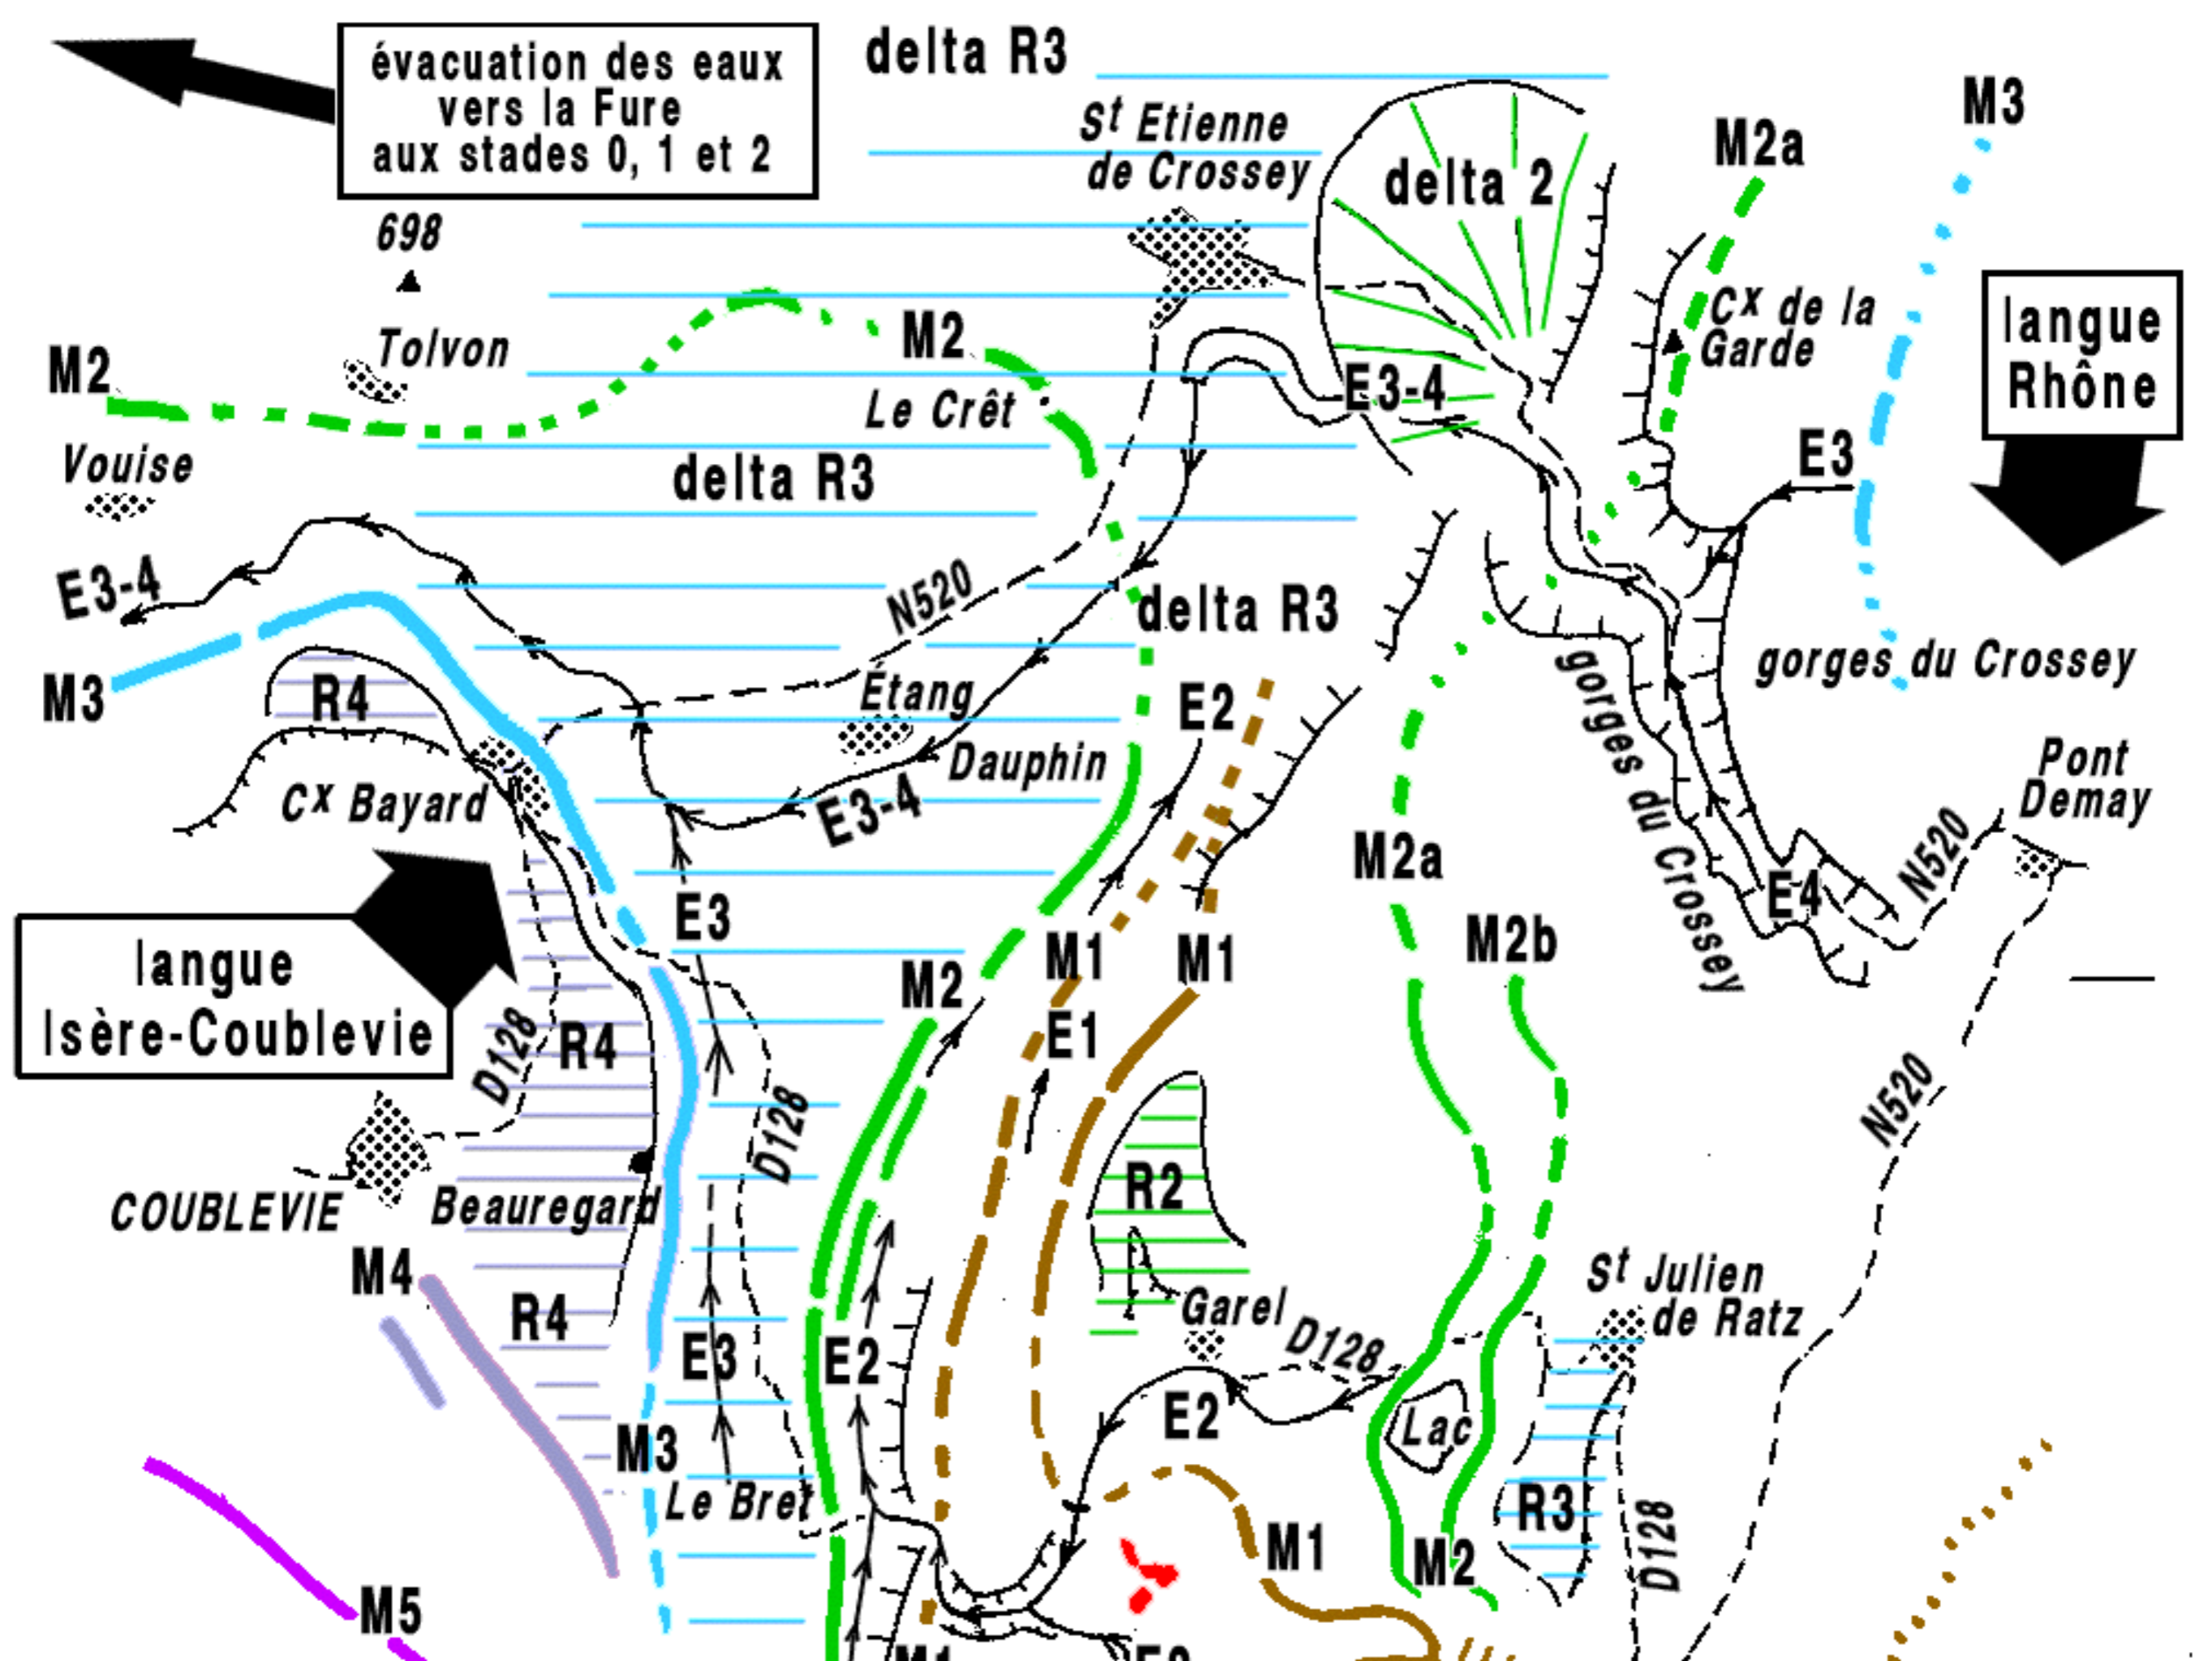 évacuation des eaux
vers la Fure
aux stades 0, 1 et 2
delta R3
St Etienne
de Crossey
delta 2
M2a
M3
698
Tolvon
M2
M2
Le Crêt
Cx de la
Garde
langue
Rhône
E3-4
Vouise
delta R3
E3
E3-4
N520
delta R3
M3
R4
Étang
Dauphin
E2
gorges du Crossey
gorges du Crossey
Cx Bayard
E3-4
Pont
Demay
M2a
N520
E4
E3
M1
M1
M2b
langue
Isère-Coublevie
M2
D128
R4
E1
D128
N520
R2
COUBLEVIE
Beauregard
M4
R4
E3
E2
Garel
D128
St Julien
de Ratz
E2
Lac
M3
Le Bret
R3
D128
M1
M2
M5
M1